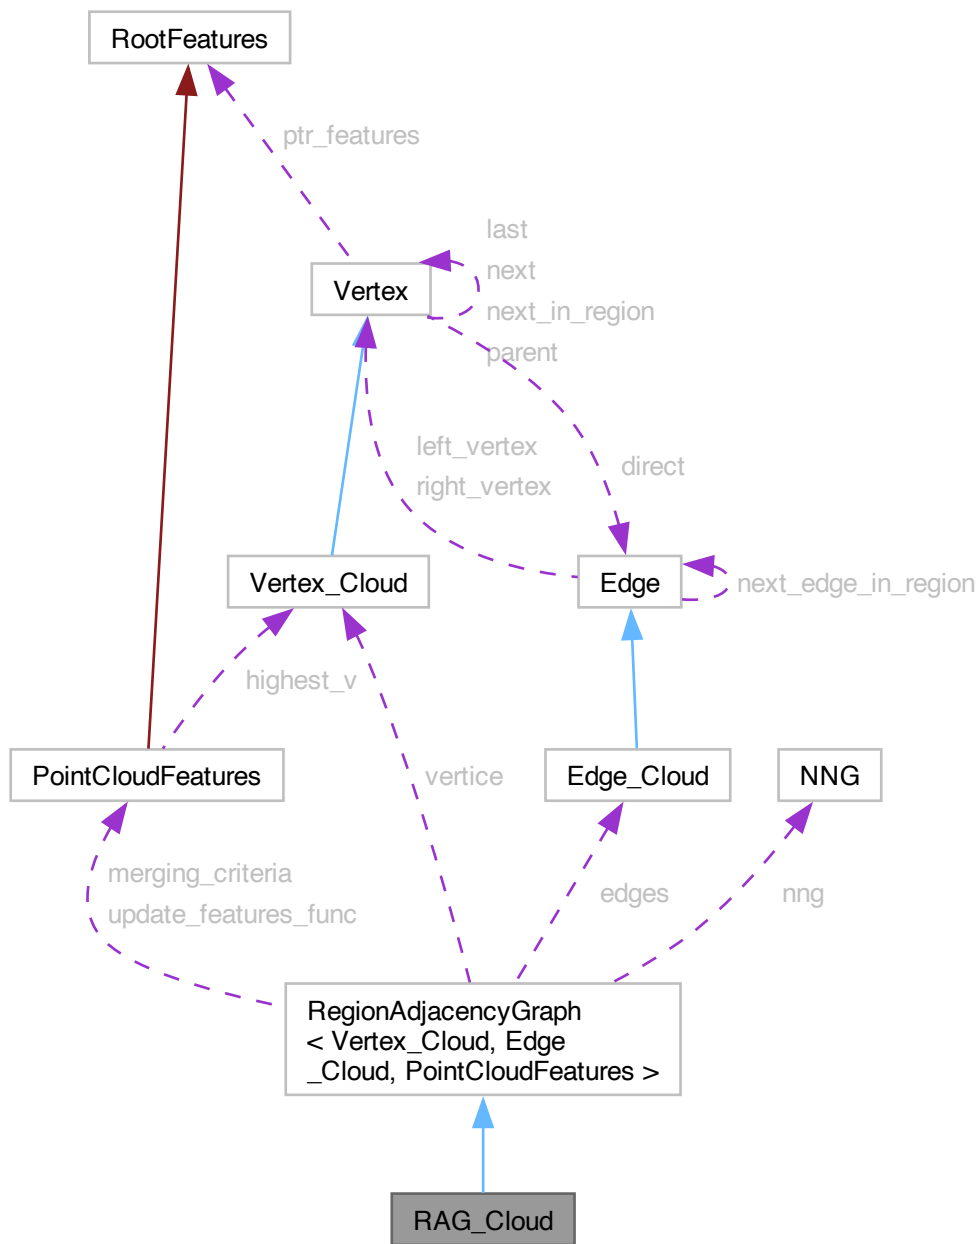 RootFeatures
ptr_features
last
next
next_in_region
parent
Vertex
left_vertex
right_vertex
direct
Vertex_Cloud
Edge
next_edge_in_region
highest_v
PointCloudFeatures
vertice
Edge_Cloud
NNG
merging_criteria
update_features_func
edges
nng
RegionAdjacencyGraph
< Vertex_Cloud, Edge
_Cloud, PointCloudFeatures >
RAG_Cloud